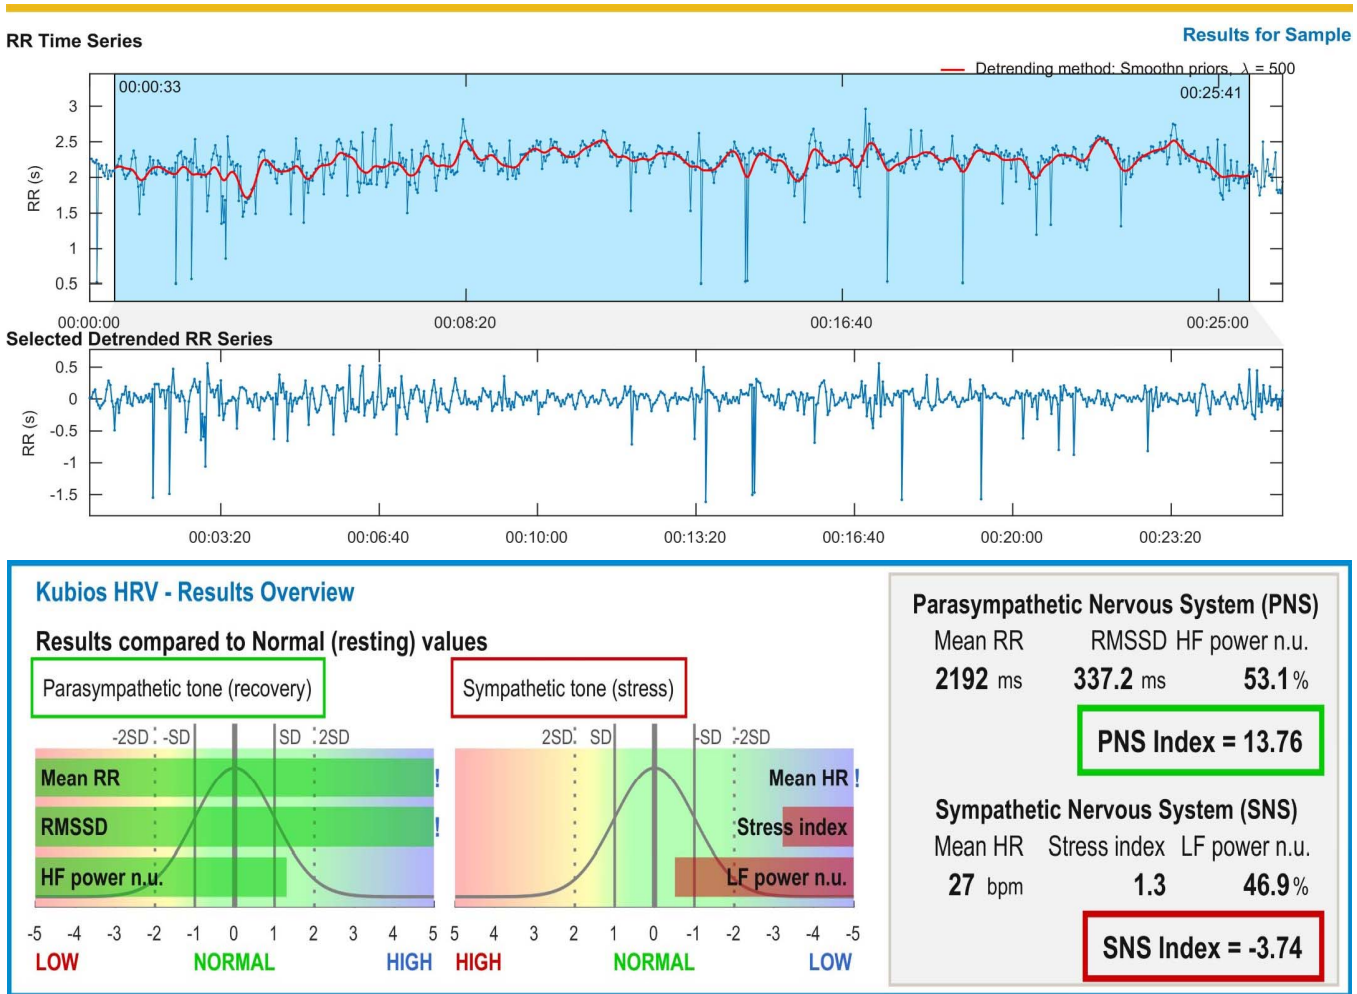 Results for Sample
RR Time Series
Detrending method: Smoothn priors, λ = 500
00:00:33
00:25:41
3
2.5
2
1.5
1
0.5
RR (s)
00:00:00 00:08:20 00:16:40 00:25:00
Selected Detrended RR Series
0.5
0
-0.5
-1
-1.5
RR (s)
00:03:20 00:06:40 00:10:00 00:13:20 00:16:40 00:20:00 00:23:20
Kubios HRV - Results Overview
Results compared to Normal (resting) values
Parasympathetic tone (recovery)
-2SD -SD SD 2SD
Mean RR !
RMSSD !
HF power n.u.
-5 -4 -3 -2 -1 0 1 2 3 4 5
LOW NORMAL HIGH
Sympathetic tone (stress)
2SD SD -SD -2SD
Mean HR !
Stress index
LF power n.u.
5 4 3 2 1 0 -1 -2 -3 -4 -5
HIGH NORMAL LOW
Parasympathetic Nervous System (PNS)
Mean RR RMSSD HF power n.u.
2192 ms 337.2 ms 53.1%
PNS Index = 13.76
Sympathetic Nervous System (SNS)
Mean HR Stress index LF power n.u.
27 bpm 1.3 46.9%
SNS Index = -3.74